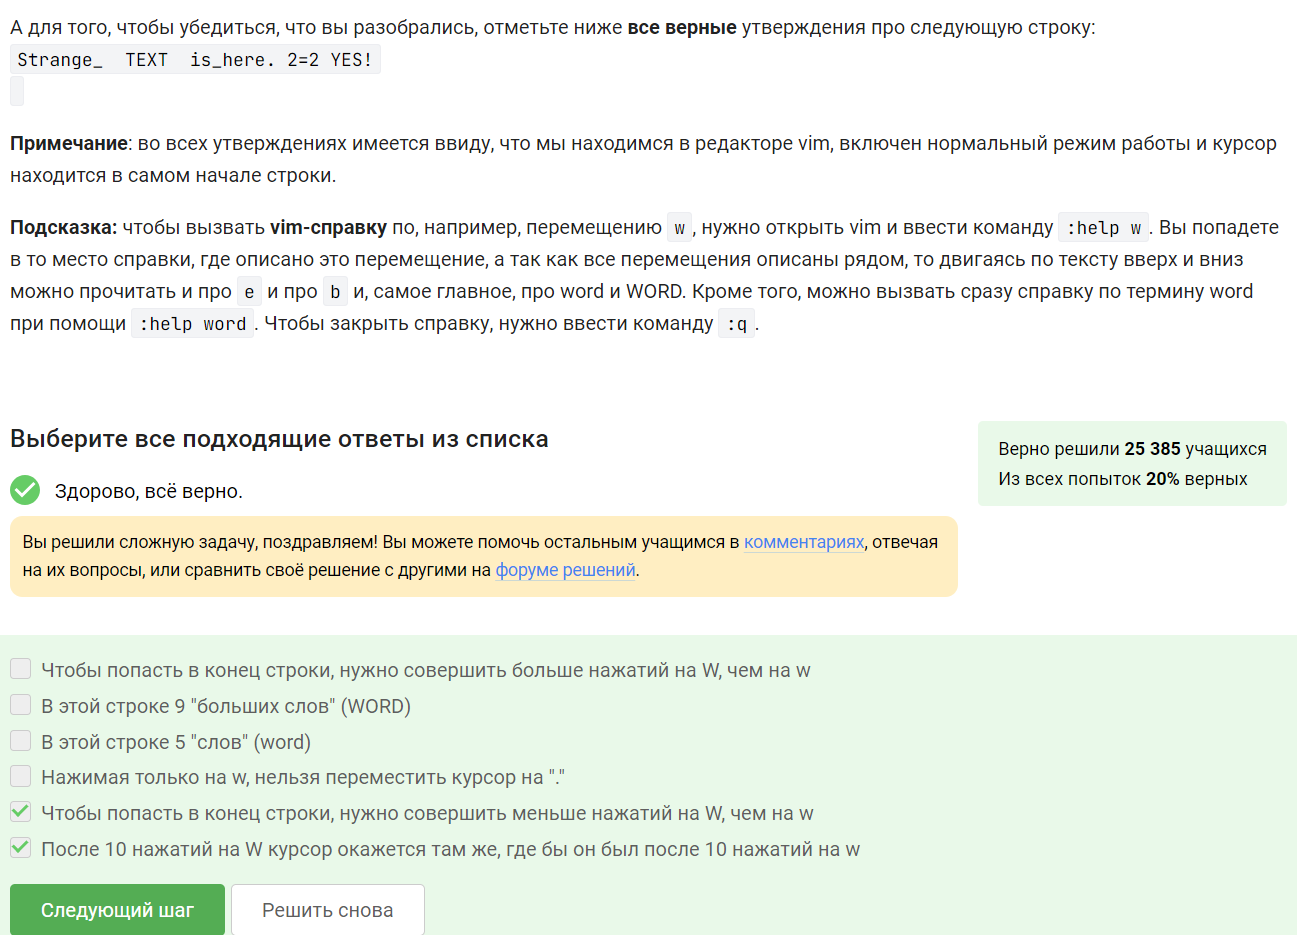 А для того, чтобы убедиться, что вы разобрались, отметьте ниже все верные утверждения про следующую строку:
Strange_  TEXT  is_here. 2=2 YES!
Примечание: во всех утверждениях имеется ввиду, что мы находимся в редакторе vim, включен нормальный режим работы и курсор
находится в самом начале строки.
Подсказка: чтобы вызвать vim-справку по, например, перемещению w, нужно открыть vim и ввести команду :help w. Вы попадете
в то место справки, где описано это перемещение, а так как все перемещения описаны рядом, то двигаясь по тексту вверх и вниз
можно прочитать и про e и про b и, самое главное, про word и WORD. Кроме того, можно вызвать сразу справку по термину word
при помощи :help word. Чтобы закрыть справку, нужно ввести команду :q.
Выберите все подходящие ответы из списка
Верно решили 25 385 учащихся
Из всех попыток 20% верных
Здорово, всё верно.
Вы решили сложную задачу, поздравляем! Вы можете помочь остальным учащимся в комментариях, отвечая
на их вопросы, или сравнить своё решение с другими на форуме решений.
Чтобы попасть в конец строки, нужно совершить больше нажатий на W, чем на w
В этой строке 9 "больших слов" (WORD)
В этой строке 5 "слов" (word)
Нажимая только на w, нельзя переместить курсор на "."
Чтобы попасть в конец строки, нужно совершить меньше нажатий на W, чем на w
После 10 нажатий на W курсор окажется там же, где бы он был после 10 нажатий на w
Следующий шаг
Решить снова